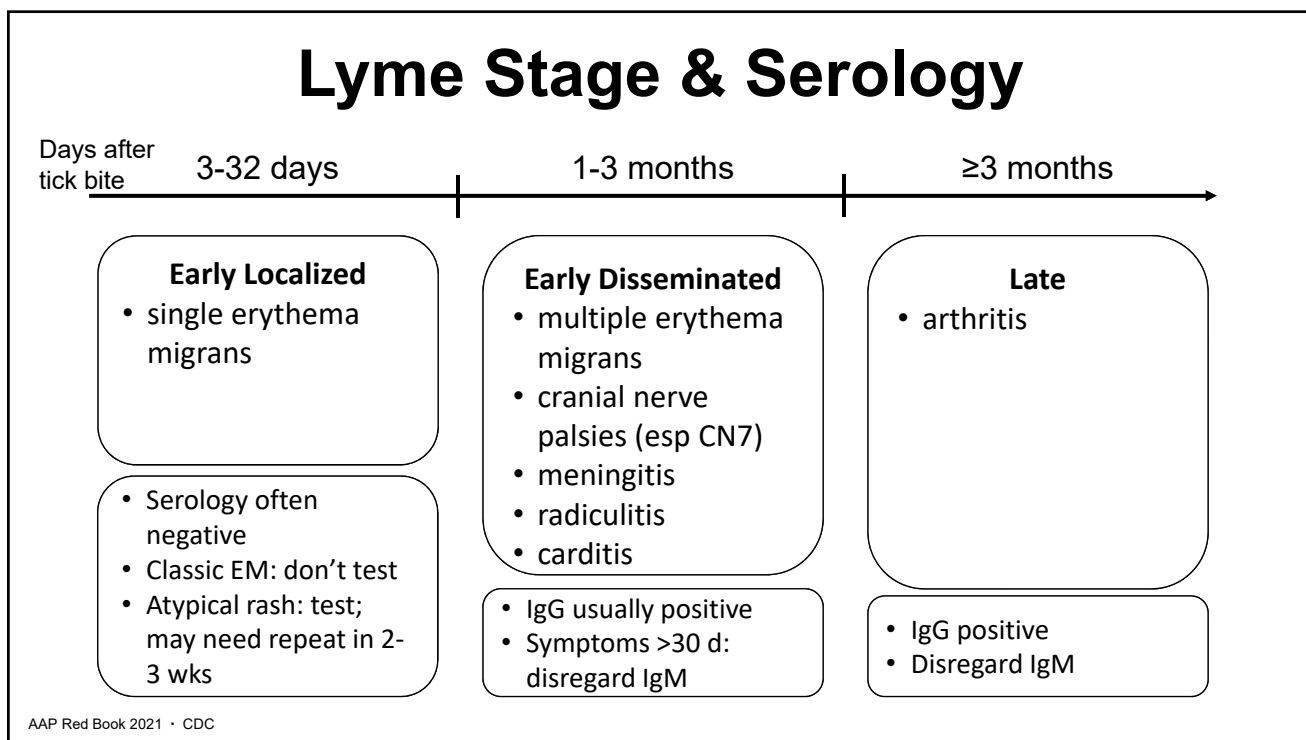 Lyme Stage & Serology
Days after
tick bite
3-32 days
1-3 months
≥3 months
Early Localized
• single erythema
migrans
• Serology often
negative
• Classic EM: don’t test
• Atypical rash: test;
may need repeat in 2-
3 wks
Early Disseminated
• multiple erythema
migrans
• cranial nerve
palsies (esp CN7)
• meningitis
• radiculitis
• carditis
• IgG usually positive
• Symptoms >30 d:
disregard IgM
Late
• arthritis
• IgG positive
• Disregard IgM
AAP Red Book 2021 · CDC